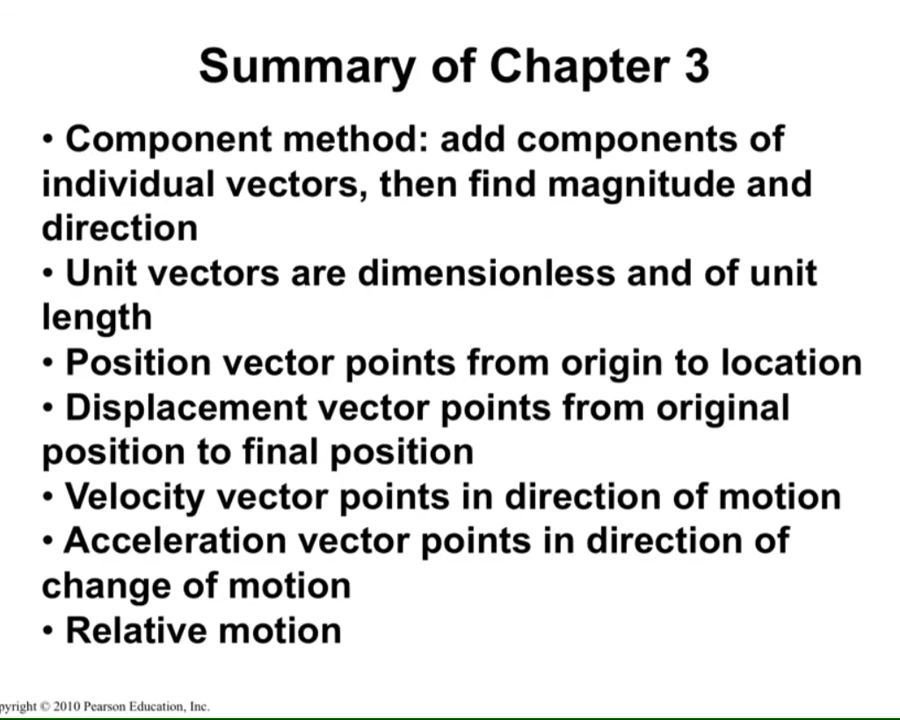 Summary of Chapter 3
• Component method: add components of
individual vectors, then find magnitude and
direction
• Unit vectors are dimensionless and of unit
length
• Position vector points from origin to location
• Displacement vector points from original
position to final position
• Velocity vector points in direction of motion
• Acceleration vector points in direction of
change of motion
• Relative motion
pyright © 2010 Pearson Education, Inc.